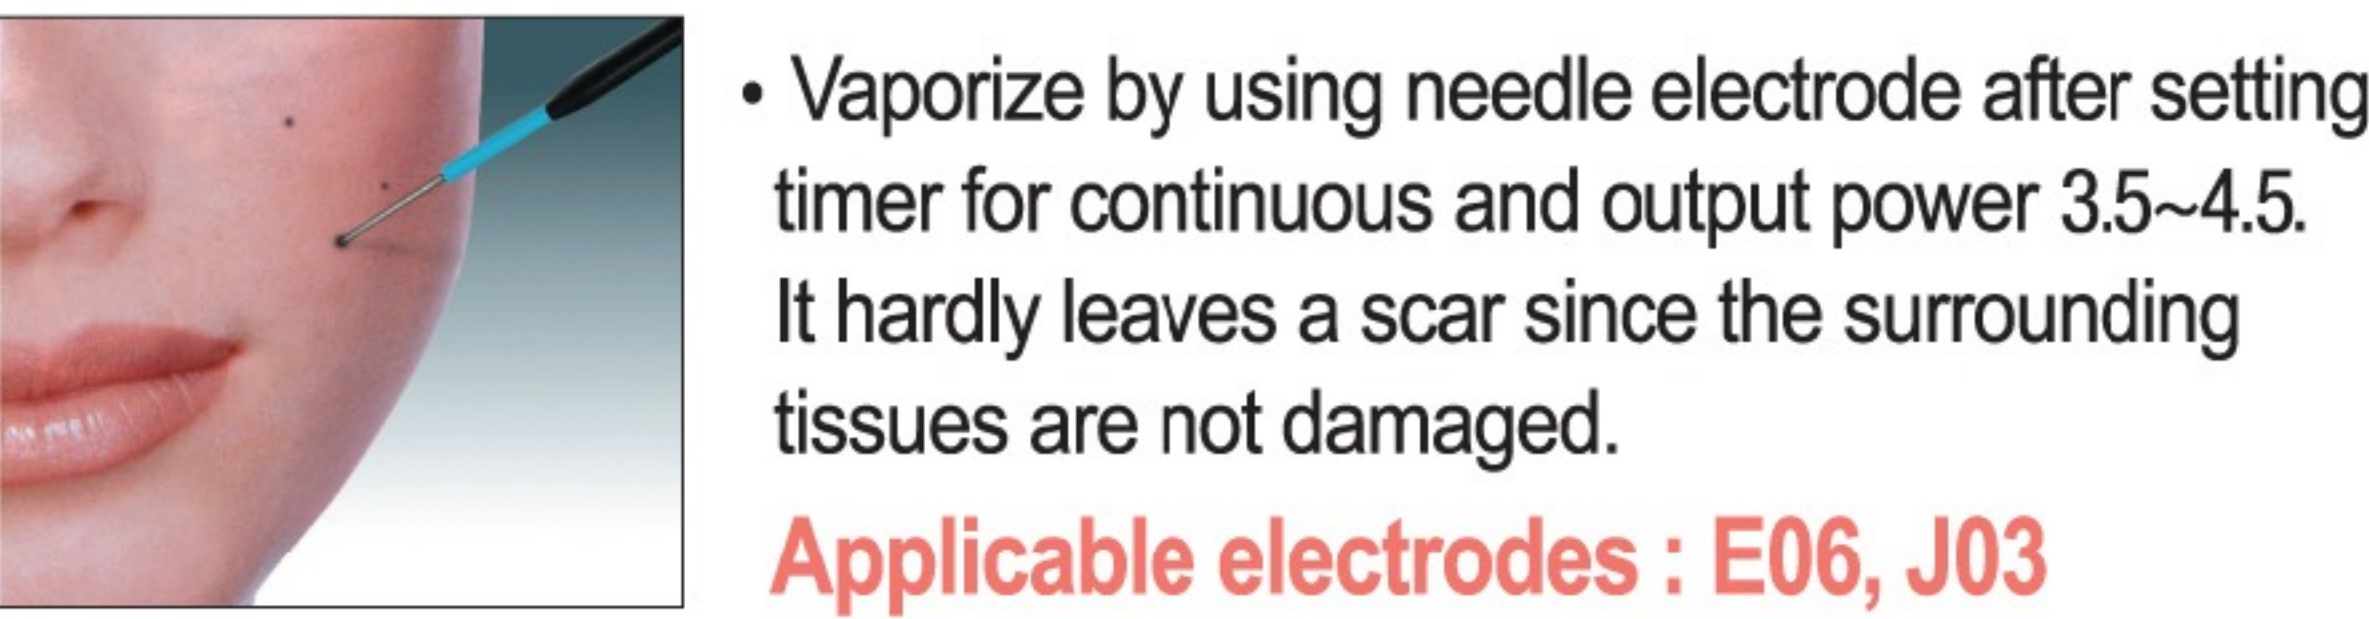 • Vaporize by using needle electrode after setting
timer for continuous and output power 3.5~4.5.
It hardly leaves a scar since the surrounding
tissues are not damaged.
Applicable electrodes : E06, J03